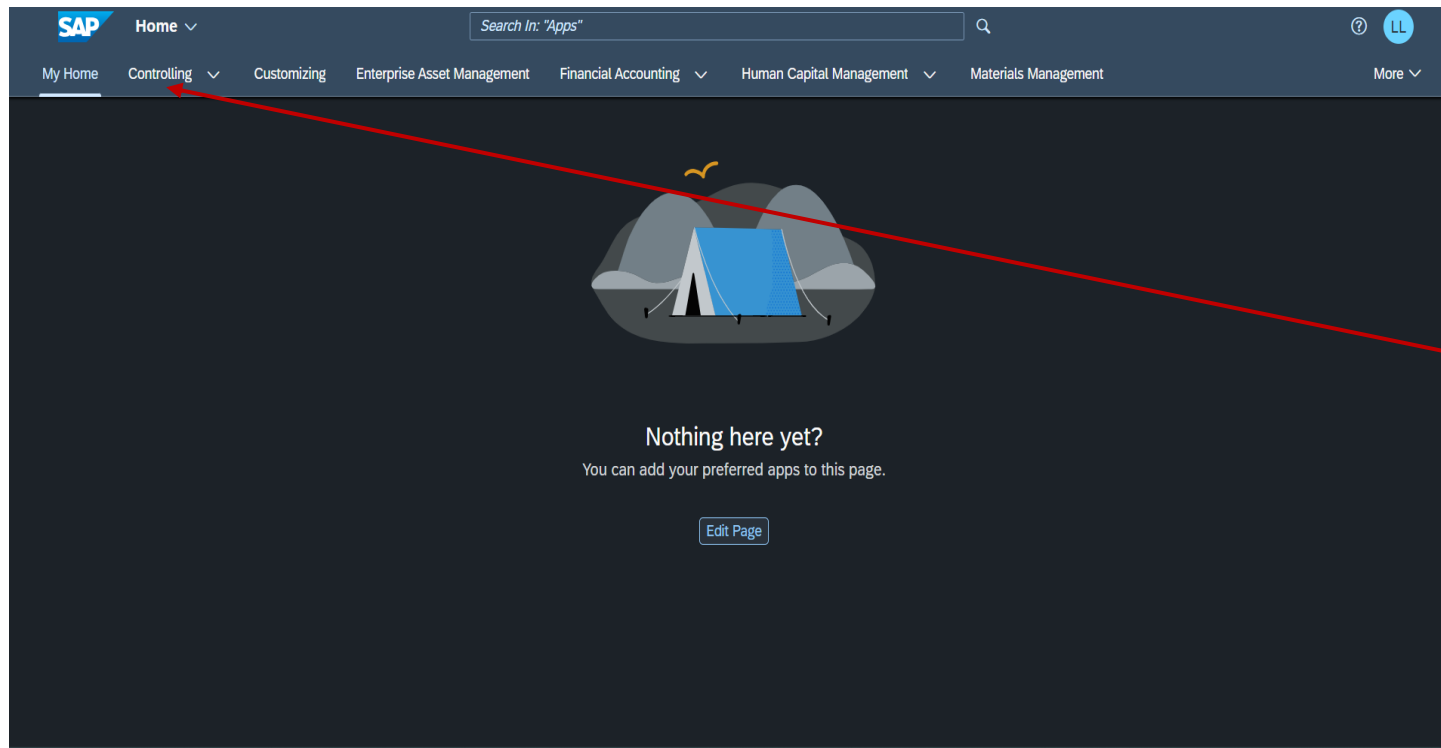 SAP Home Search In: "Apps" LL
My Home Controlling Customizing Enterprise Asset Management Financial Accounting Human Capital Management Materials Management More
Nothing here yet?
You can add your preferred apps to this page.
Edit Page